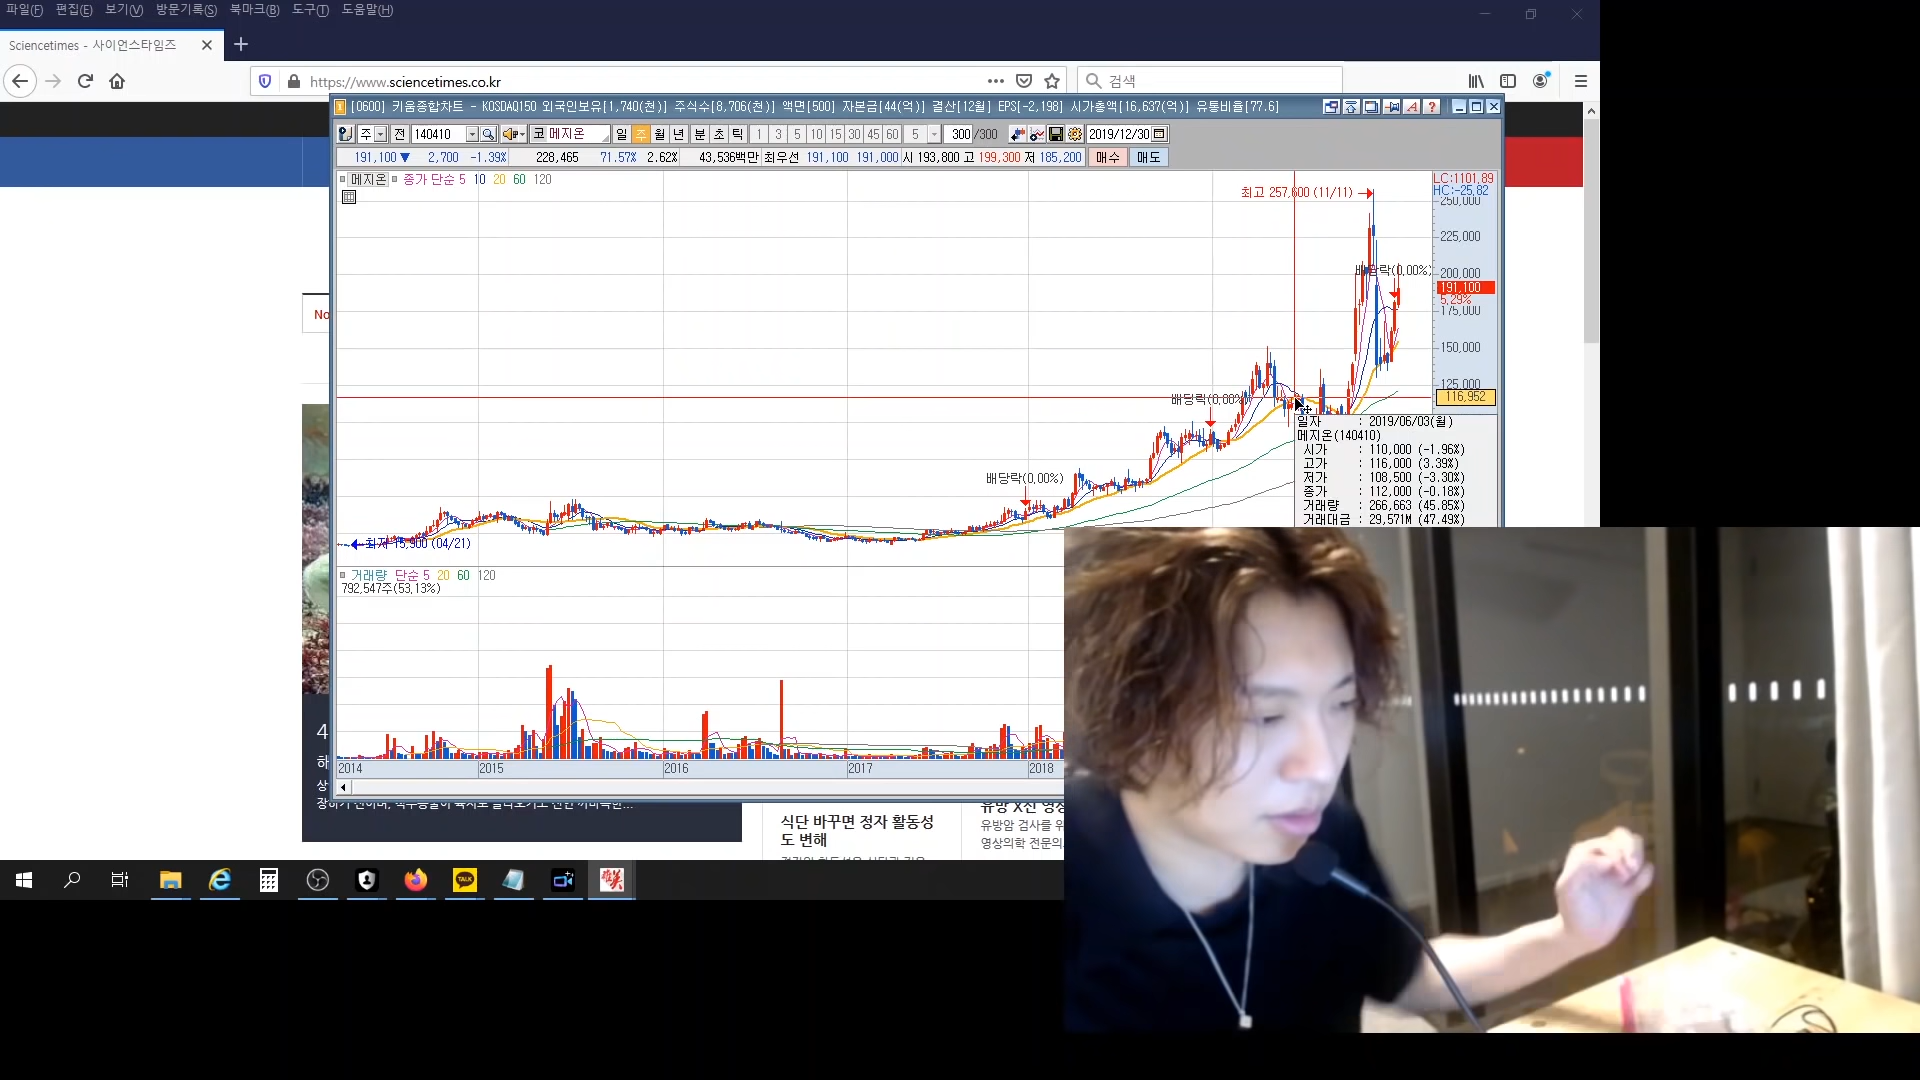 파일(F) 편집(E) 보기(V) 방문기록(S) 북마크(B) 도구(T) 도움말(H)
Sciencetimes - 사이언스타임즈
https://www.sciencetimes.co.kr
검색
[0600] 키움종합차트 - KOSDAQ150 외국인보유[1,740(천)] 주식수[8,706(천)] 액면[500] 자본금[44(억)] 결산[12월] EPS[-2,198] 시가총액[16,637(억)] 유통비율[77.6]
주 전 140410 코 메지온 일 주 월 년 분 초 틱 1 3 5 10 15 30 45 60 5 300 /300 2019/12/30
191,100 ▼ 2,700 -1.39% 228,465 71.57% 2.62% 43,536백만 최우선 191,100 191,000 시 193,800 고 199,300 저 185,200 매수 매도
메지온 종가 단순 5 10 20 60 120
LC:1101.89
HC:-25.82
최고 257,600 (11/11)
250,000
225,000
배당락(0.00%)
200,000
191,100
5.29%
175,000
150,000
125,000
116,952
배당락(0.00%)
일자 : 2019/06/03(월)
메지온(140410)
시가 : 110,000 (-1.96%)
고가 : 116,000 (3.39%)
저가 : 108,500 (-3.30%)
종가 : 112,000 (-0.18%)
거래량 : 266,663 (45.85%)
거래대금 : 29,571M (47.49%)
배당락(0.00%)
최저 15,900 (04/21)
거래량 단순 5 20 60 120
792,547주(53.13%)
2014 2015 2016 2017 2018
No
4
하
상
식단 바꾸면 정자 활동성
도 변해
유방 X선 영상
유방암 검사를 위
영상의학 전문의
TALK